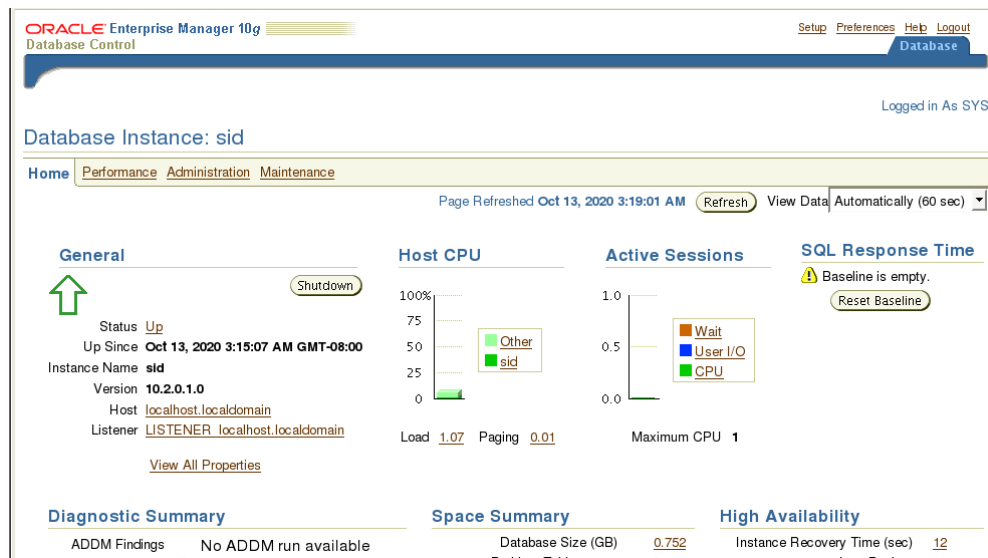 ORACLE Enterprise Manager 10g
Database Control
Setup Preferences Help Logout
Database
Logged in As SYS
Database Instance: sid
Home Performance Administration Maintenance
Page Refreshed Oct 13, 2020 3:19:01 AM Refresh View Data Automatically (60 sec)
General
Shutdown
Status Up
Up Since Oct 13, 2020 3:15:07 AM GMT-08:00
Instance Name sid
Version 10.2.0.1.0
Host localhost.localdomain
Listener LISTENER_localhost.localdomain
View All Properties
Host CPU
100%
75
50
25
0
Other
sid
Load 1.07 Paging 0.01
Active Sessions
1.0
0.5
0.0
Wait
User I/O
CPU
Maximum CPU 1
SQL Response Time
Baseline is empty.
Reset Baseline
Diagnostic Summary
ADDM Findings No ADDM run available
Space Summary
Database Size (GB) 0.752
High Availability
Instance Recovery Time (sec) 12